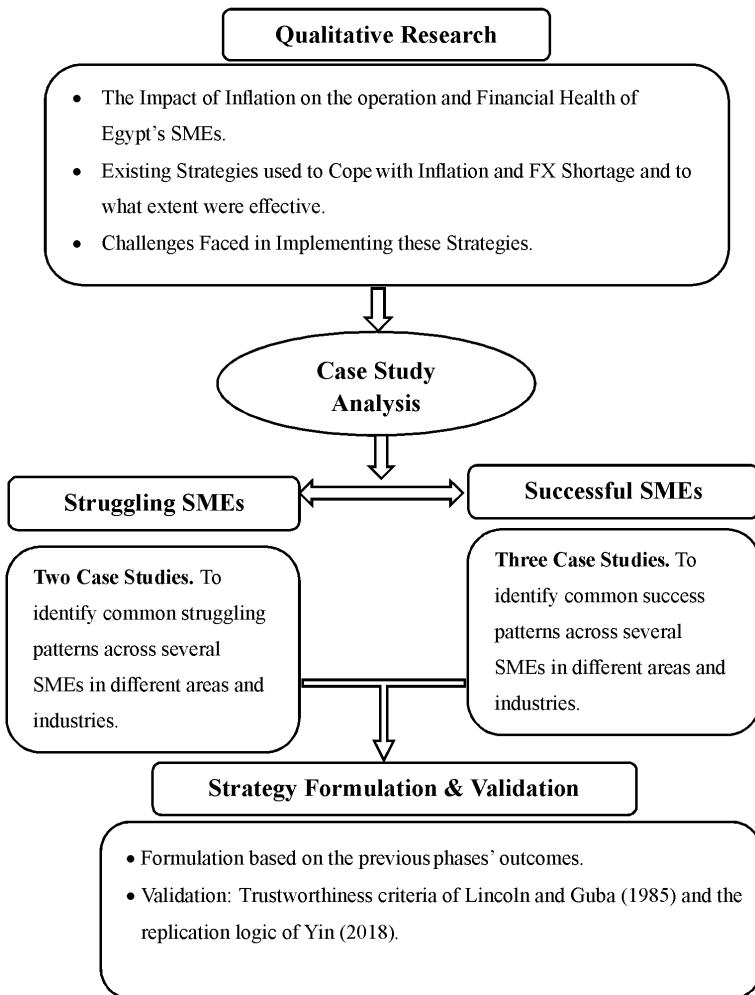 Qualitative Research
• The Impact of Inflation on the operation and Financial Health of
Egypt’s SMEs.
• Existing Strategies used to Cope with Inflation and FX Shortage and to
what extent were effective.
• Challenges Faced in Implementing these Strategies.
Case Study
Analysis
Struggling SMEs
Successful SMEs
Two Case Studies. To
identify common struggling
patterns across several
SMEs in different areas and
industries.
Three Case Studies. To
identify common success
patterns across several
SMEs in different areas and
industries.
Strategy Formulation & Validation
• Formulation based on the previous phases’ outcomes.
• Validation: Trustworthiness criteria of Lincoln and Guba (1985) and the
replication logic of Yin (2018).